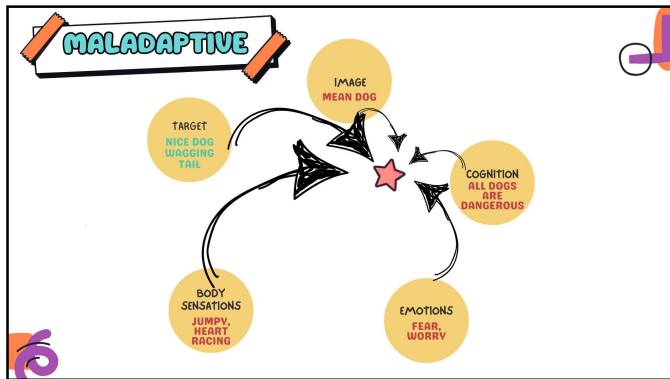 MALADAPTIVE
IMAGE
MEAN DOG
TARGET
NICE DOG
WAGGING
TAIL
COGNITION
ALL DOGS
ARE
DANGEROUS
BODY
SENSATIONS
JUMPY,
HEART
RACING
EMOTIONS
FEAR,
WORRY